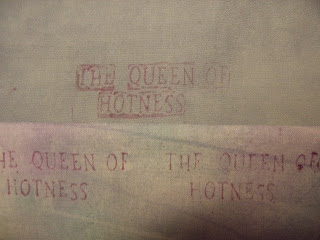 THE QUEEN OF
HOTNESS
HE QUEEN OF
HOTNESS
THE QUEEN OF
HOTNESS